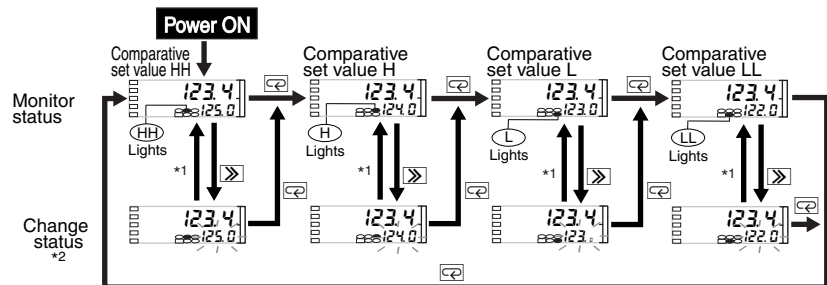 Power ON
Comparative set value HH
Comparative set value H
Comparative set value L
Comparative set value LL
Monitor status
123.4
125.0
123.4
124.0
123.4
123.0
123.4
122.0
HH
Lights
H
Lights
L
Lights
LL
Lights
*1
*1
*1
*1
Change status
*2
123.4
125.0
123.4
124.0
123.4
123.0
123.4
122.0